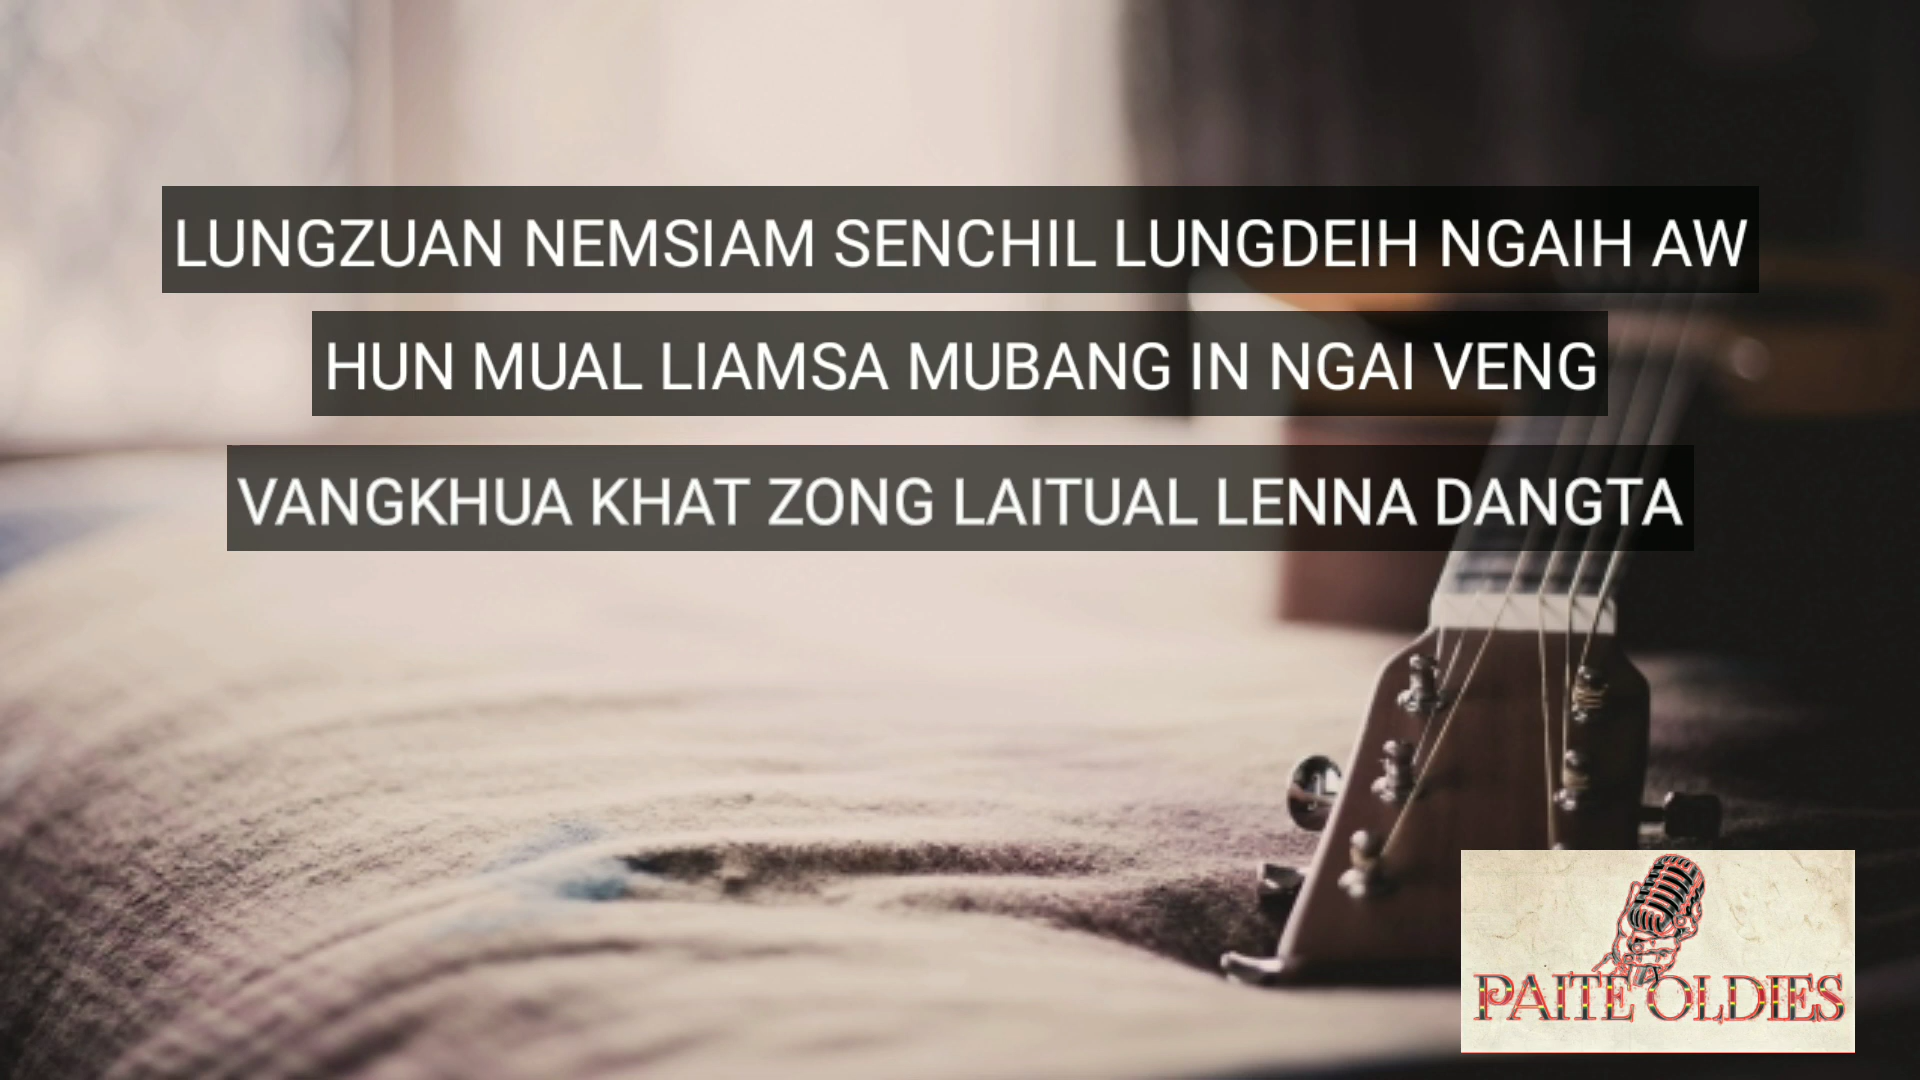 LUNGZUAN NEMSIAM SENCHIL LUNGDEIH NGAIH AW
HUN MUAL LIAMSA MUBANG IN NGAI VENG
VANGKHUA KHAT ZONG LAITUAL LENNA DANGTA
PAITE OLDIES